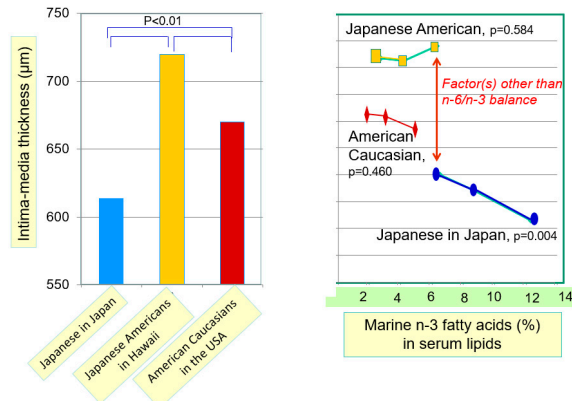 P<0.01
Intima-media thickness (μm)
750
700
650
600
550
Japanese in Japan
Japanese Americans
in Hawaii
American Caucasians
in the USA
Japanese American, p=0.584
Factor(s) other than
n-6/n-3 balance
American
Caucasian,
p=0.460
Japanese in Japan, p=0.004
2 4 6 8 10 12 14
Marine n-3 fatty acids (%)
in serum lipids